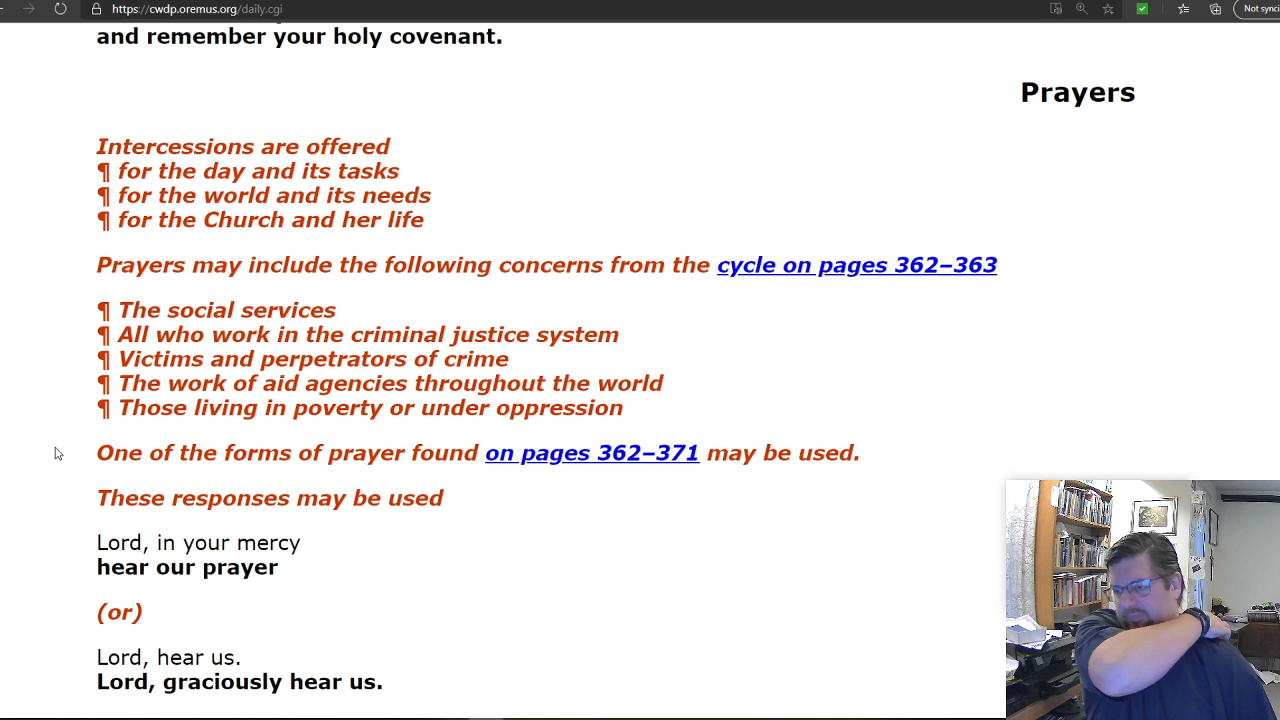 https://cwdp.oremus.org/daily.cgi
Not synci
and remember your holy covenant.
Prayers
Intercessions are offered
¶ for the day and its tasks
¶ for the world and its needs
¶ for the Church and her life
Prayers may include the following concerns from the cycle on pages 362–363
¶ The social services
¶ All who work in the criminal justice system
¶ Victims and perpetrators of crime
¶ The work of aid agencies throughout the world
¶ Those living in poverty or under oppression
One of the forms of prayer found on pages 362–371 may be used.
These responses may be used
Lord, in your mercy
hear our prayer
(or)
Lord, hear us.
Lord, graciously hear us.